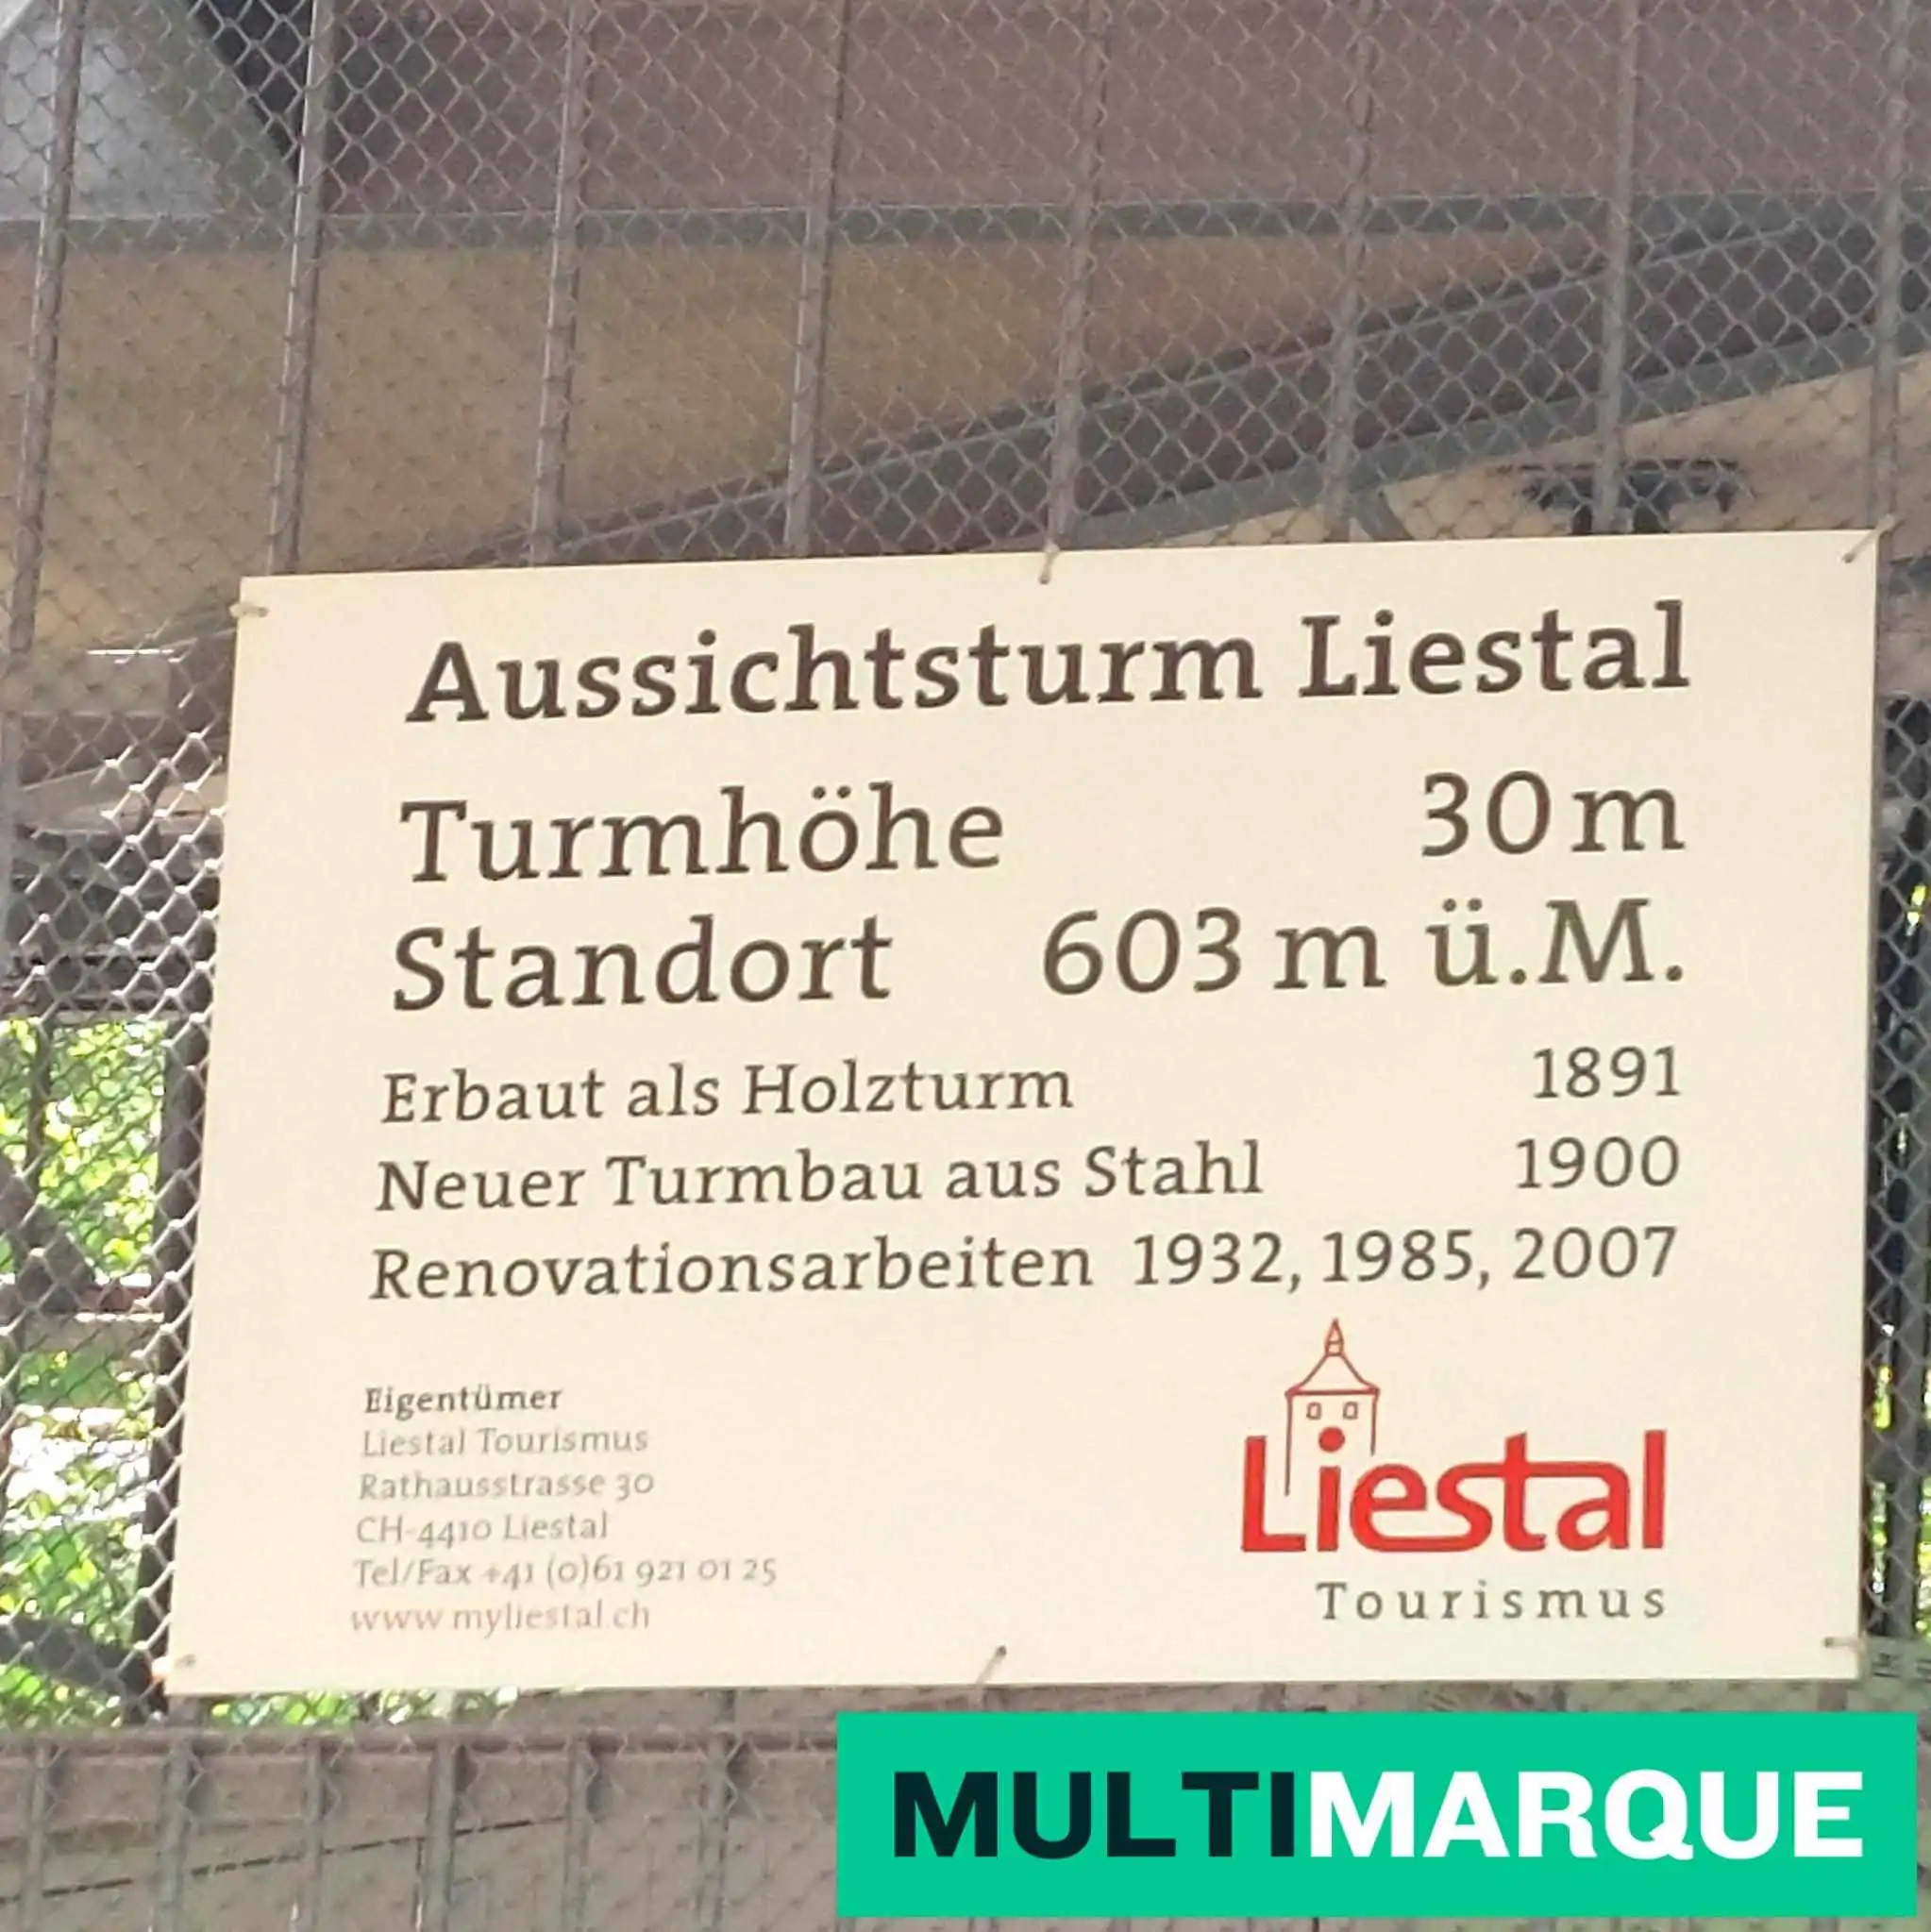 Aussichtsturm Liestal
Turmhöhe 30 m
Standort 603 m ü.M.
Erbaut als Holzturm 1891
Neuer Turmbau aus Stahl 1900
Renovationsarbeiten 1932, 1985, 2007
Eigentümer
Liestal Tourismus
Rathausstrasse 30
CH-4410 Liestal
Tel/Fax +41 (0)61 921 01 25
www.myliestal.ch
Liestal
Tourismus
MULTIMARQUE